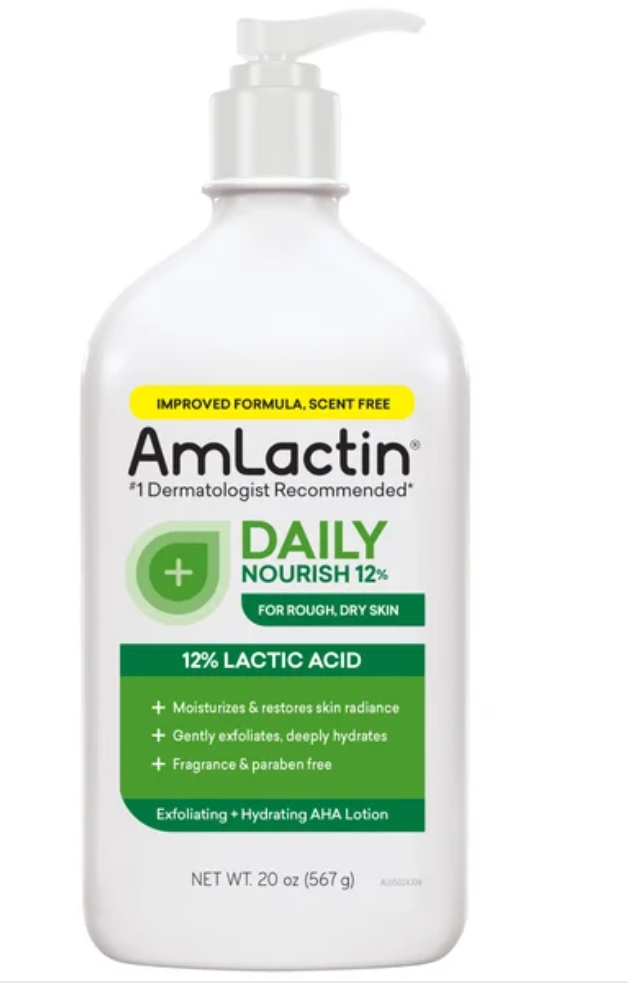 IMPROVED FORMULA, SCENT FREE
AmLactin®
#1 Dermatologist Recommended*
DAILY
NOURISH 12%
FOR ROUGH, DRY SKIN
12% LACTIC ACID
+ Moisturizes & restores skin radiance
+ Gently exfoliates, deeply hydrates
+ Fragrance & paraben free
Exfoliating + Hydrating AHA Lotion
NET WT. 20 oz (567 g)